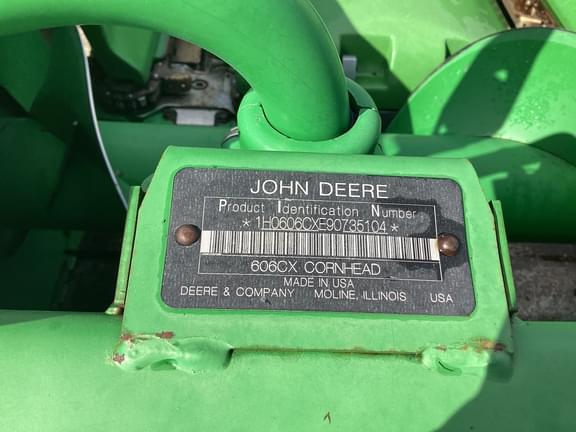 JOHN DEERE
Product Identification Number
*1H0606CXE90735104*
606CX CORNHEAD
MADE IN USA
DEERE & COMPANY MOLINE, ILLINOIS USA